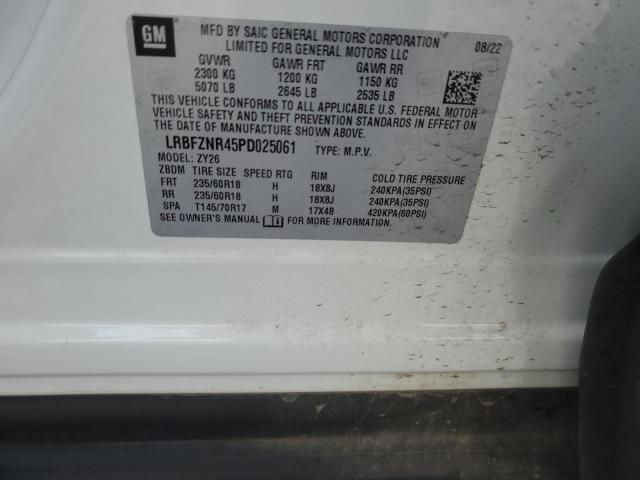 GM
MFD BY SAIC GENERAL MOTORS CORPORATION
LIMITED FOR GENERAL MOTORS LLC
08/22
GVWR GAWR FRT GAWR RR
2300 KG 1200 KG 1150 KG
5070 LB 2645 LB 2535 LB
THIS VEHICLE CONFORMS TO ALL APPLICABLE U.S. FEDERAL MOTOR
VEHICLE SAFETY AND THEFT PREVENTION STANDARDS IN EFFECT ON
THE DATE OF MANUFACTURE SHOWN ABOVE.
LRBFZNR45PD025061 TYPE: M.P.V.
MODEL: ZY26
ZBDM TIRE SIZE SPEED RTG RIM COLD TIRE PRESSURE
FRT 235/60R18 H 18X8J 240KPA(35PSI)
RR 235/60R18 H 18X8J 240KPA(35PSI)
SPA T145/70R17 M 17X4B 420KPA(60PSI)
SEE OWNER'S MANUAL FOR MORE INFORMATION.